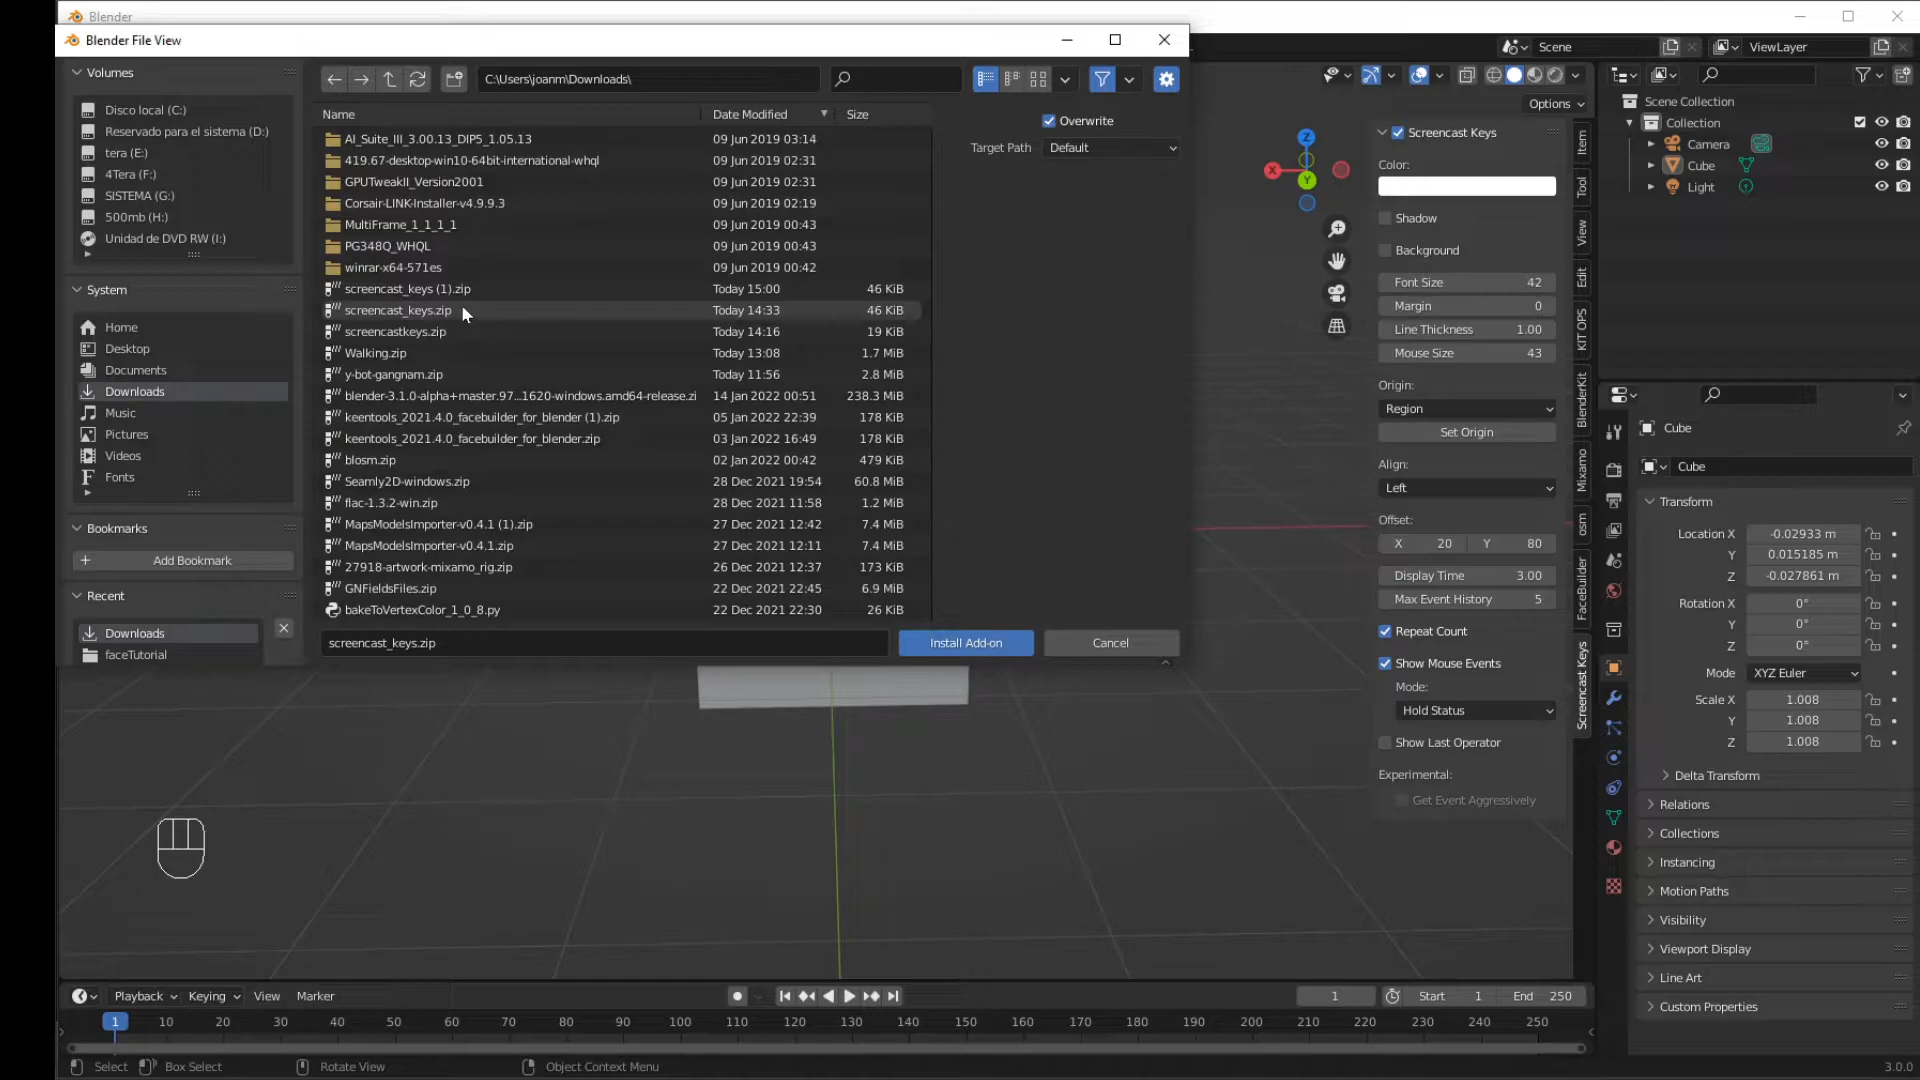 Blender
Blender File View
Volumes
Disco local (C:)
Reservado para el sistema (D:)
tera (E:)
4Tera (F:)
SISTEMA (G:)
500mb (H:)
Unidad de DVD RW (I:)
System
Home
Desktop
Documents
Downloads
Music
Pictures
Videos
Fonts
Bookmarks
Add Bookmark
Recent
Downloads
faceTutorial
C:\Users\joanm\Downloads\
Name Date Modified Size
AI_Suite_III_3.00.13_DIP5_1.05.13 09 Jun 2019 03:14
419.67-desktop-win10-64bit-international-whql 09 Jun 2019 02:31
GPUTweakII_Version2001 09 Jun 2019 02:31
Corsair-LINK-Installer-v4.9.9.3 09 Jun 2019 02:19
MultiFrame_1_1_1_1 09 Jun 2019 00:43
PG348Q_WHQL 09 Jun 2019 00:43
winrar-x64-571es 09 Jun 2019 00:42
screencast_keys (1).zip Today 15:00 46 KiB
screencast_keys.zip Today 14:33 46 KiB
screencastkeys.zip Today 14:16 19 KiB
Walking.zip Today 13:08 1.7 MiB
y-bot-gangnam.zip Today 11:56 2.8 MiB
blender-3.1.0-alpha+master.97...1620-windows.amd64-release.zi 14 Jan 2022 00:51 238.3 MiB
keentools_2021.4.0_facebuilder_for_blender (1).zip 05 Jan 2022 22:39 178 KiB
keentools_2021.4.0_facebuilder_for_blender.zip 03 Jan 2022 16:49 178 KiB
blosm.zip 02 Jan 2022 00:42 479 KiB
Seamly2D-windows.zip 28 Dec 2021 19:54 60.8 MiB
flac-1.3.2-win.zip 28 Dec 2021 11:58 1.2 MiB
MapsModelsImporter-v0.4.1 (1).zip 27 Dec 2021 12:42 7.4 MiB
MapsModelsImporter-v0.4.1.zip 27 Dec 2021 12:11 7.4 MiB
27918-artwork-mixamo_rig.zip 26 Dec 2021 12:37 173 KiB
GNFieldsFiles.zip 22 Dec 2021 22:45 6.9 MiB
bakeToVertexColor_1_0_8.py 22 Dec 2021 22:30 26 KiB
screencast_keys.zip Install Add-on Cancel
Overwrite
Target Path Default
Scene ViewLayer
Options
X
Y
Z
Screencast Keys
Color:
Shadow
Background
Font Size 42
Margin 0
Line Thickness 1.00
Mouse Size 43
Origin:
Region
Set Origin
Align:
Left
Offset:
X 20 Y 80
Display Time 3.00
Max Event History 5
Repeat Count
Show Mouse Events
Mode:
Hold Status
Show Last Operator
Experimental:
Get Event Aggressively
Item
Tool
View
Edit
KIT OPS
BlenderKit
Mixamo
osm
FaceBuilder
Screencast Keys
Scene Collection
Collection
Camera
Cube
Light
Cube
Cube
Transform
Location X -0.02933 m
Y 0.015185 m
Z -0.027861 m
Rotation X 0°
Y 0°
Z 0°
Mode XYZ Euler
Scale X 1.008
Y 1.008
Z 1.008
Delta Transform
Relations
Collections
Instancing
Motion Paths
Visibility
Viewport Display
Line Art
Custom Properties
Playback Keying View Marker
1 Start 1 End 250
1 10 20 30 40 50 60 70 80 90 100 110 120 130 140 150 160 170 180 190 200 210 220 230 240 250
Select Box Select Rotate View Object Context Menu 3.0.0